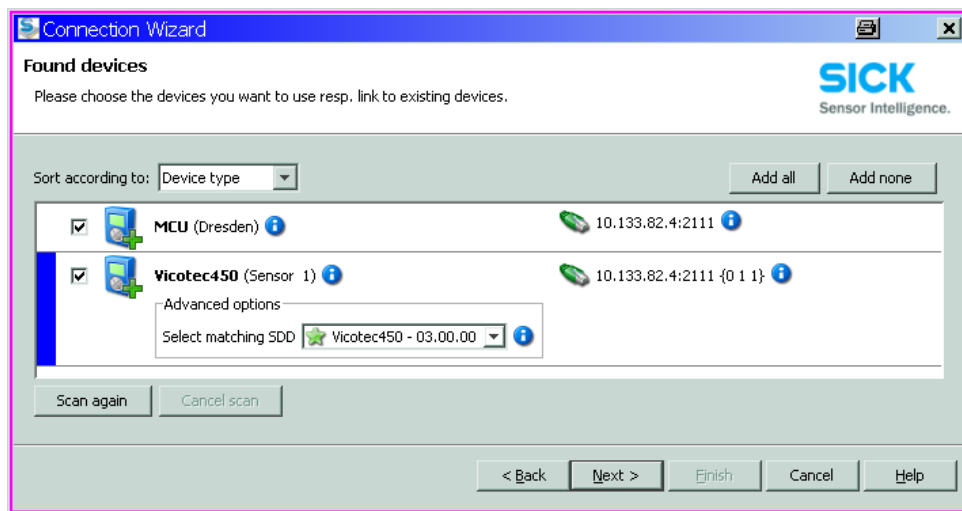 Connection Wizard
Found devices
Please choose the devices you want to use resp. link to existing devices.
SICK
Sensor Intelligence.
Sort according to: Device type
Add all Add none
MCU (Dresden) 10.133.82.4:2111
Vicotec450 (Sensor 1) 10.133.82.4:2111 {0 1 1}
Advanced options
Select matching SDD Vicotec450 - 03.00.00
Scan again Cancel scan
< Back Next > Finish Cancel Help